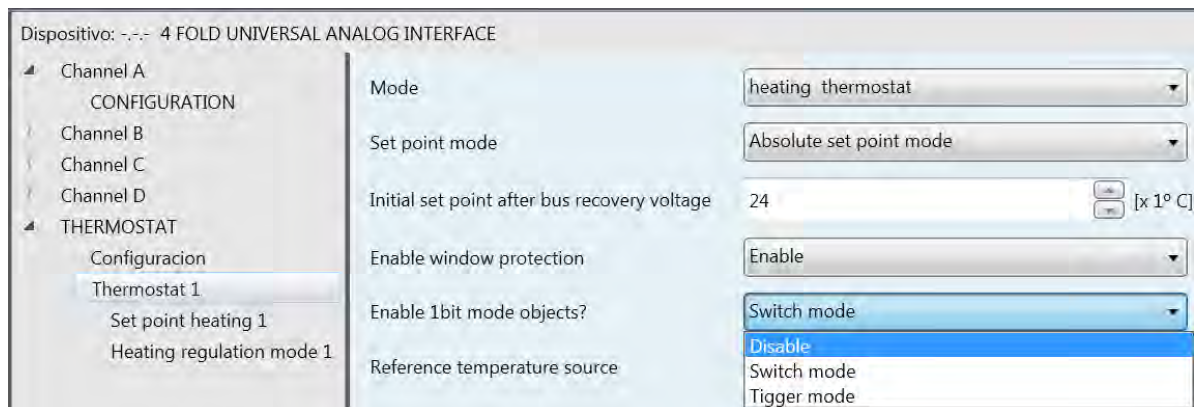 Dispositivo: -.-.- 4 FOLD UNIVERSAL ANALOG INTERFACE
Channel A
CONFIGURATION
Channel B
Channel C
Channel D
THERMOSTAT
Configuracion
Thermostat 1
Set point heating 1
Heating regulation mode 1
Mode heating thermostat
Set point mode Absolute set point mode
Initial set point after bus recovery voltage 24 [x 1º C]
Enable window protection Enable
Enable 1bit mode objects? Switch mode
Disable
Switch mode
Tigger mode
Reference temperature source